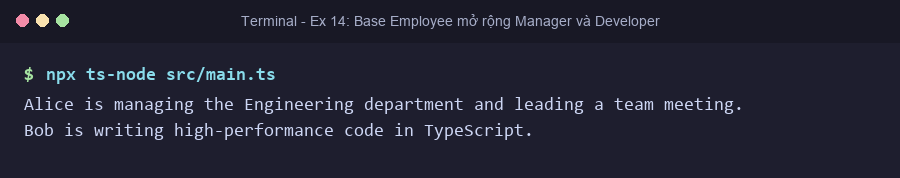 Terminal - Ex 14: Base Employee mở rộng Manager và Developer
$ npx ts-node src/main.ts
Alice is managing the Engineering department and leading a team meeting.
Bob is writing high-performance code in TypeScript.